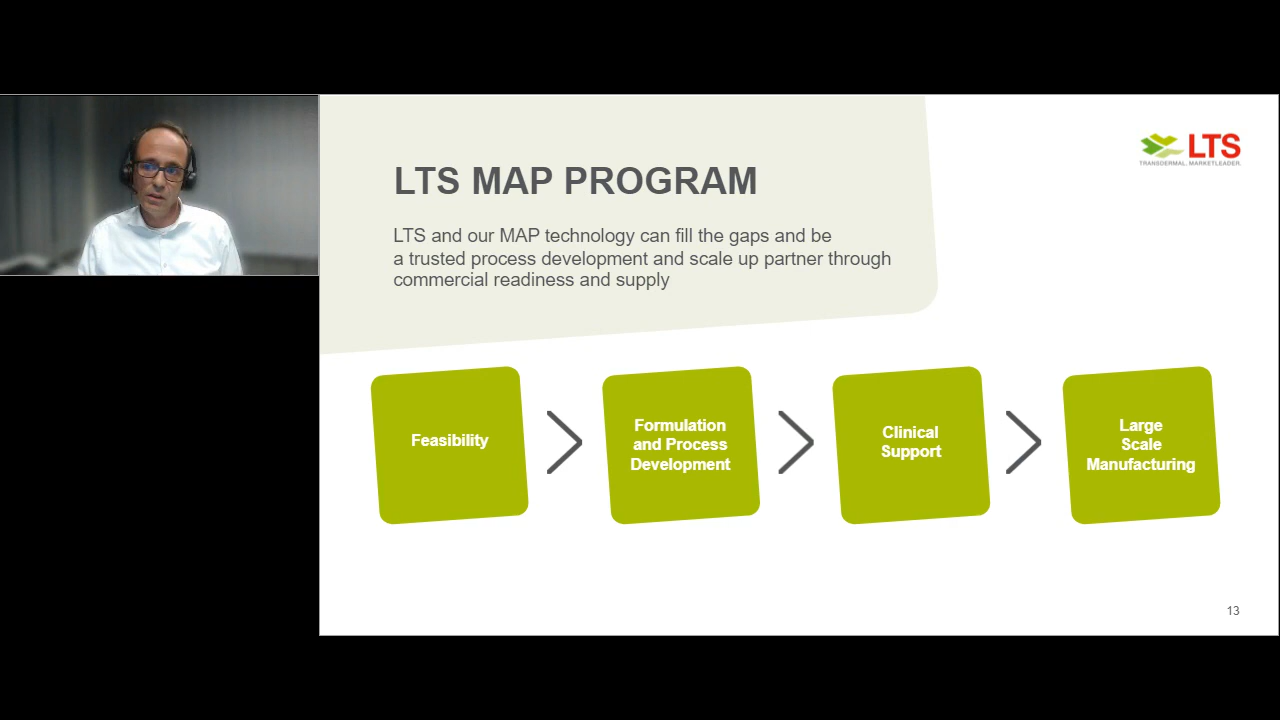 LTS
TRANSDERMAL. MARKETLEADER.
LTS MAP PROGRAM
LTS and our MAP technology can fill the gaps and be
a trusted process development and scale up partner through
commercial readiness and supply
Feasibility
Formulation
and Process
Development
Clinical
Support
Large
Scale
Manufacturing
13